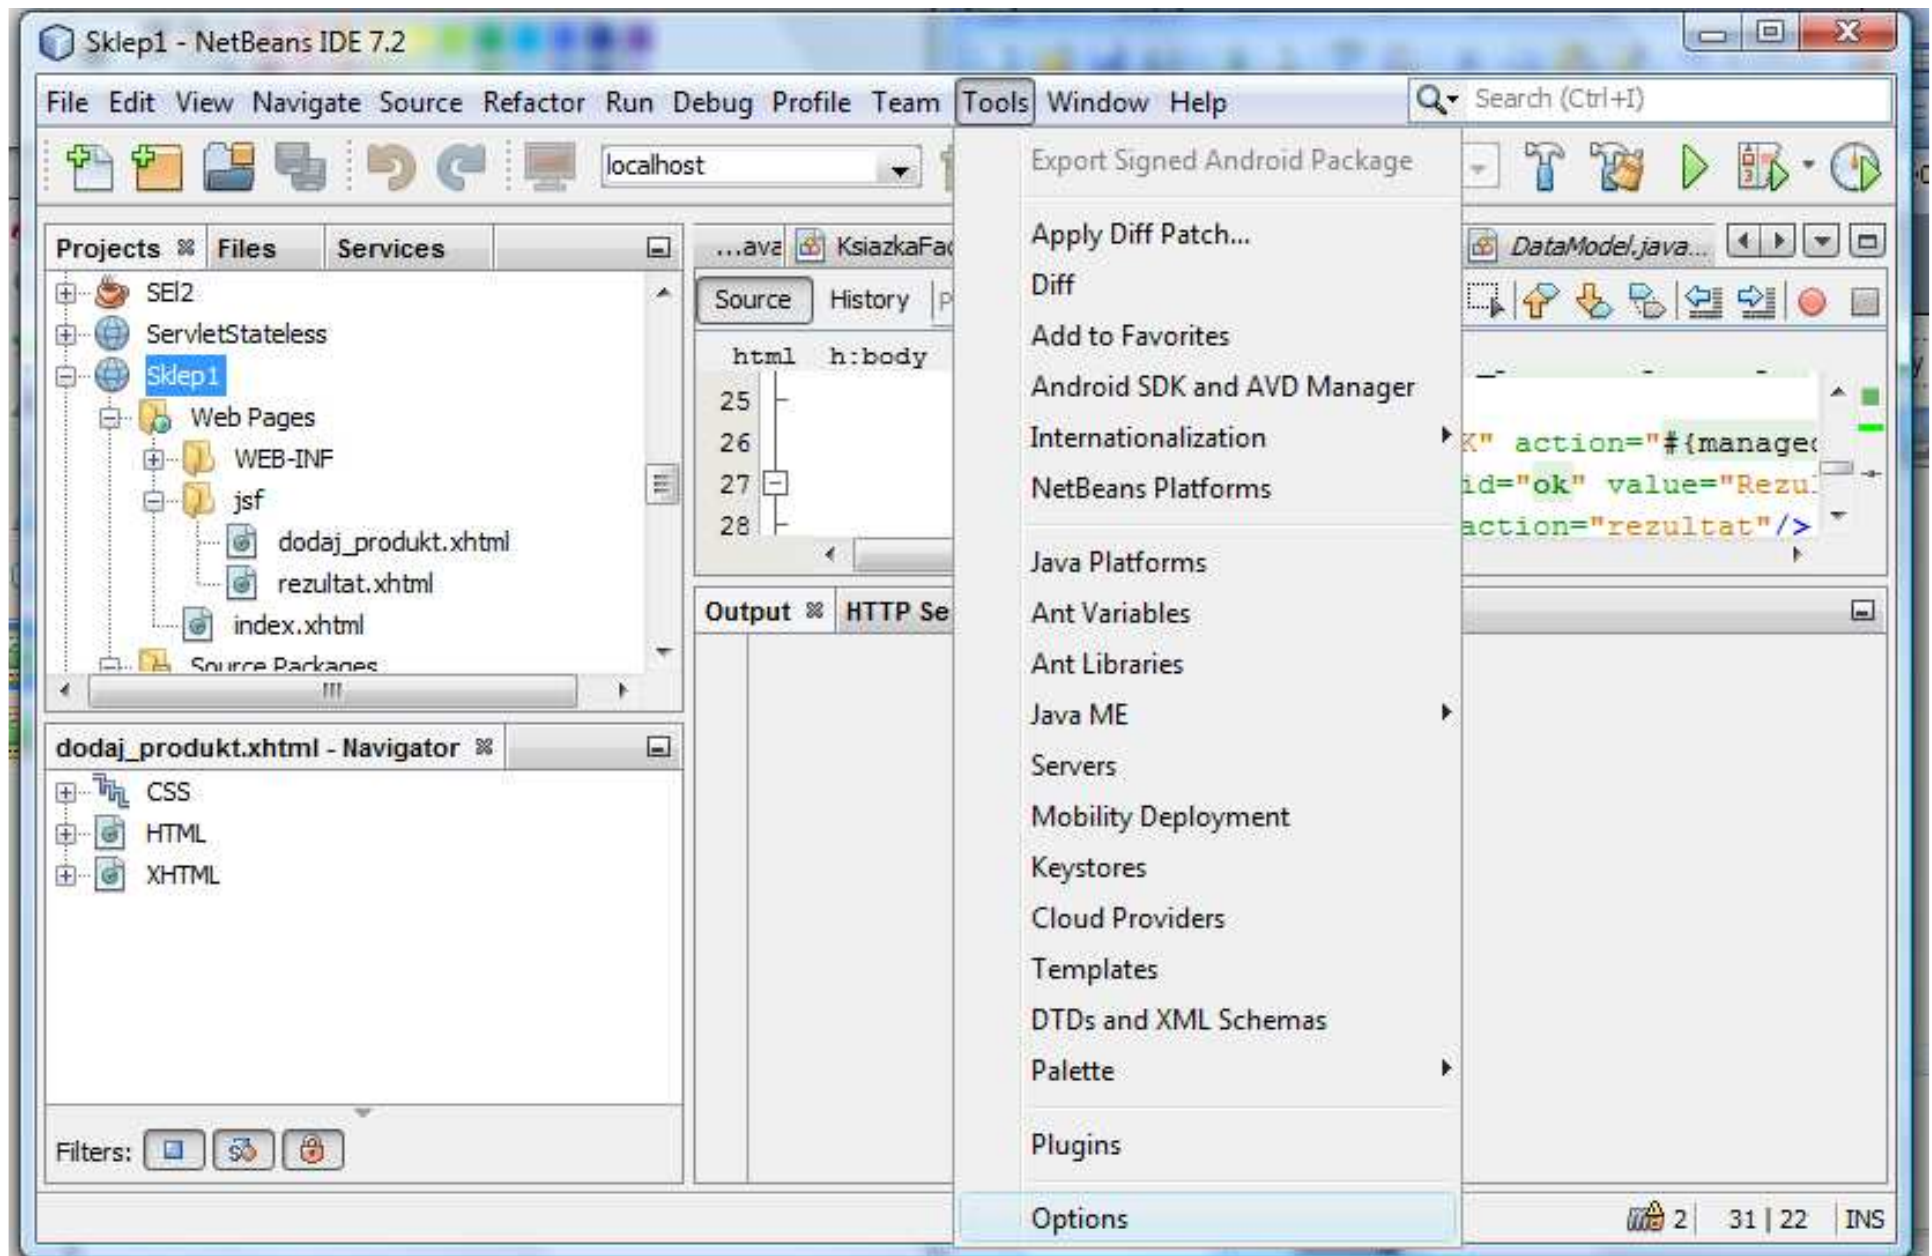 Sklep1 - NetBeans IDE 7.2
File Edit View Navigate Source Refactor Run Debug Profile Team Tools Window Help
Search (Ctrl+I)
localhost
Projects Files Services
SEI2
ServletStateless
Sklep1
Web Pages
WEB-INF
jsf
dodaj_produkt.xhtml
rezultat.xhtml
index.xhtml
Source Packages
dodaj_produkt.xhtml - Navigator
CSS
HTML
XHTML
Filters:
...ava KsiazkaFac
DataModel.java...
Source History
html h:body
25
26
27
28
" action="#{managed
id="ok" value="Rezul
action="rezultat"/>
Output HTTP Se
Export Signed Android Package
Apply Diff Patch...
Diff
Add to Favorites
Android SDK and AVD Manager
Internationalization
NetBeans Platforms
Java Platforms
Ant Variables
Ant Libraries
Java ME
Servers
Mobility Deployment
Keystores
Cloud Providers
Templates
DTDs and XML Schemas
Palette
Plugins
Options
2 31 | 22 INS